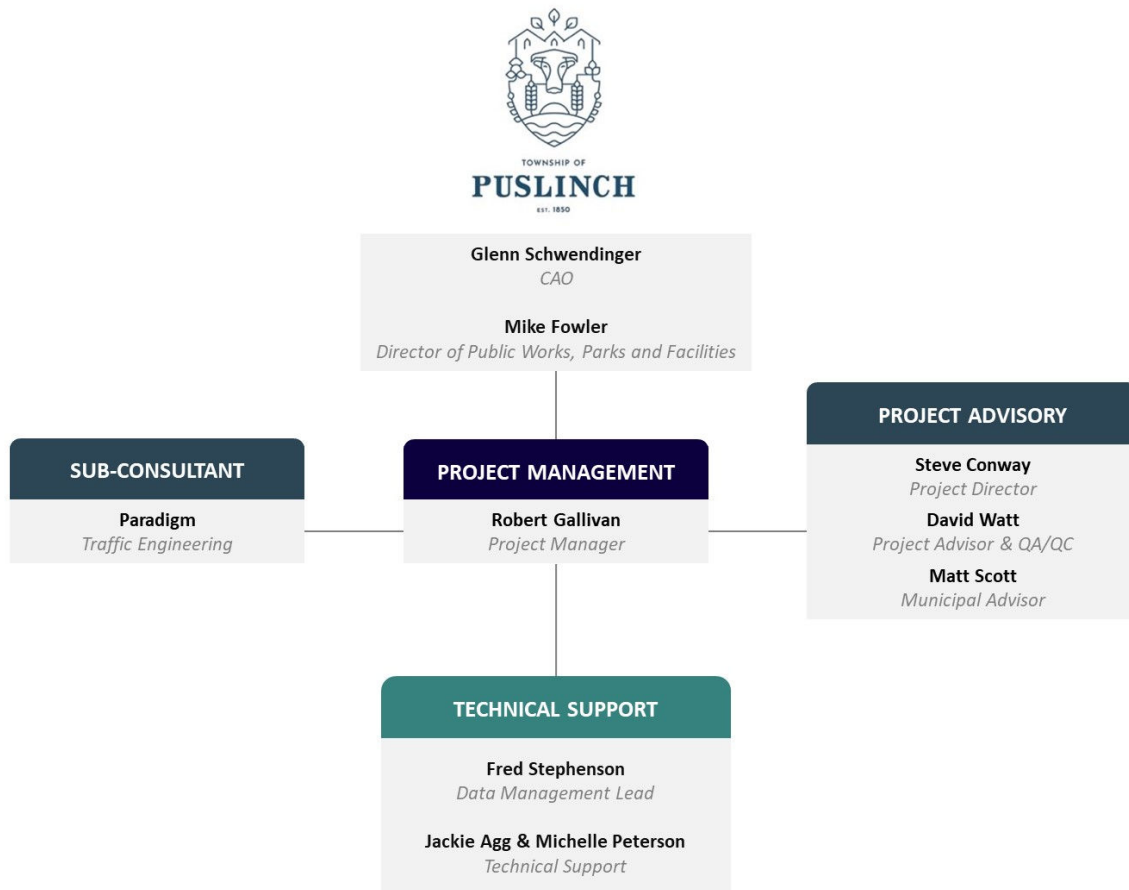 TOWNSHIP OF
PUSLINCH
EST. 1850
Glenn Schwendinger
CAO
Mike Fowler
Director of Public Works, Parks and Facilities
SUB-CONSULTANT
Paradigm
Traffic Engineering
PROJECT MANAGEMENT
Robert Gallivan
Project Manager
PROJECT ADVISORY
Steve Conway
Project Director
David Watt
Project Advisor & QA/QC
Matt Scott
Municipal Advisor
TECHNICAL SUPPORT
Fred Stephenson
Data Management Lead
Jackie Agg & Michelle Peterson
Technical Support